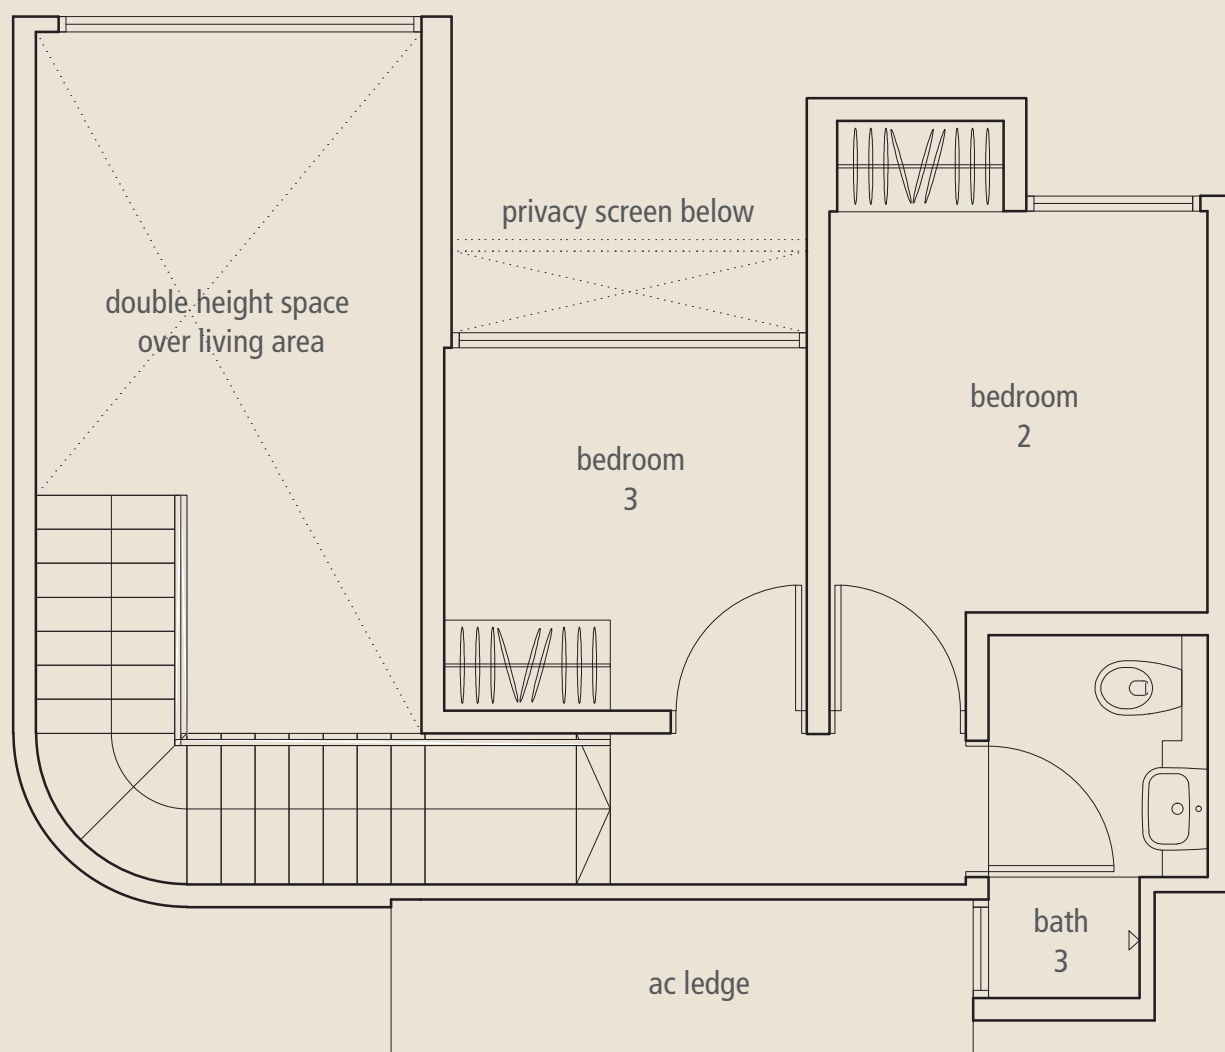 privacy screen below
double height space
over living area
bedroom
2
bedroom
3
bath
3
ac ledge